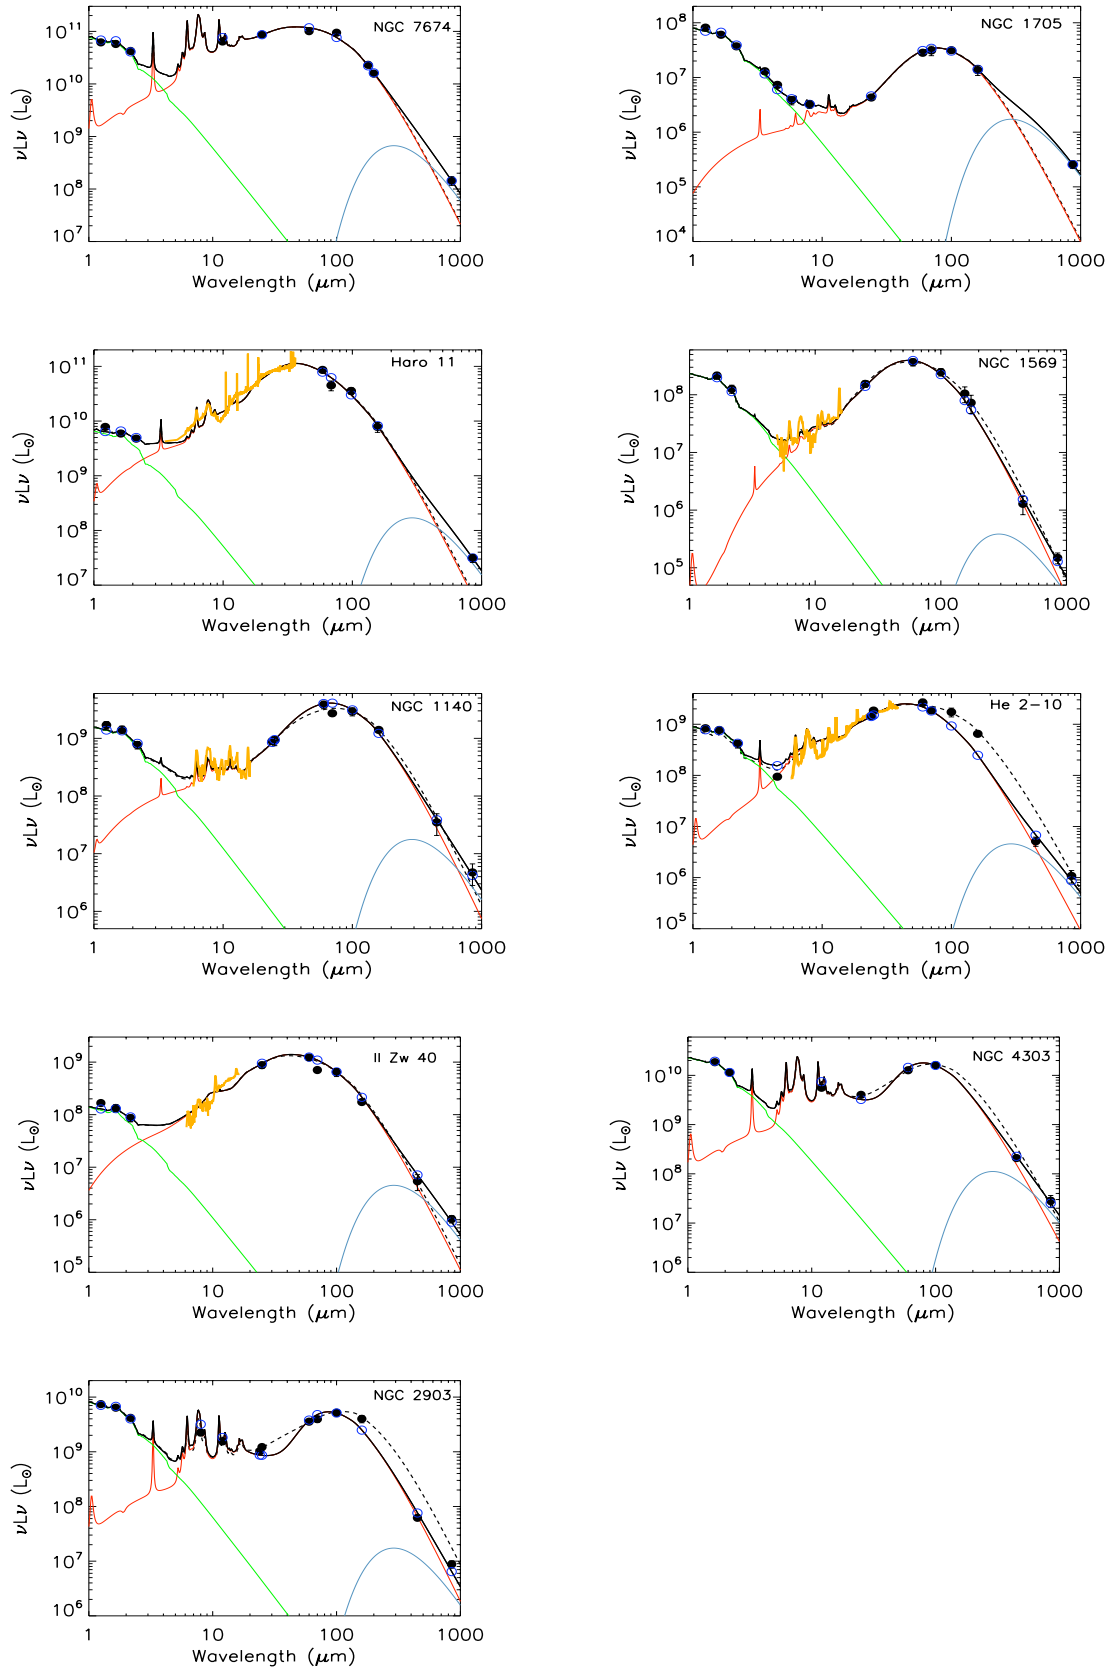 NGC 7674
10¹¹
10¹⁰
10⁹
10⁸
10⁷
νLν (L⊙)
1 10 100 1000
Wavelength (μm)
NGC 1705
10⁸
10⁷
10⁶
10⁵
10⁴
νLν (L⊙)
1 10 100 1000
Wavelength (μm)
Haro 11
10¹¹
10¹⁰
10⁹
10⁸
10⁷
νLν (L⊙)
1 10 100 1000
Wavelength (μm)
NGC 1569
10⁸
10⁷
10⁶
10⁵
νLν (L⊙)
1 10 100 1000
Wavelength (μm)
NGC 1140
10⁹
10⁸
10⁷
10⁶
νLν (L⊙)
1 10 100 1000
Wavelength (μm)
He 2-10
10⁹
10⁸
10⁷
10⁶
10⁵
νLν (L⊙)
1 10 100 1000
Wavelength (μm)
II Zw 40
10⁹
10⁸
10⁷
10⁶
10⁵
νLν (L⊙)
1 10 100 1000
Wavelength (μm)
NGC 4303
10¹⁰
10⁹
10⁸
10⁷
10⁶
νLν (L⊙)
1 10 100 1000
Wavelength (μm)
NGC 2903
10¹⁰
10⁹
10⁸
10⁷
10⁶
νLν (L⊙)
1 10 100 1000
Wavelength (μm)